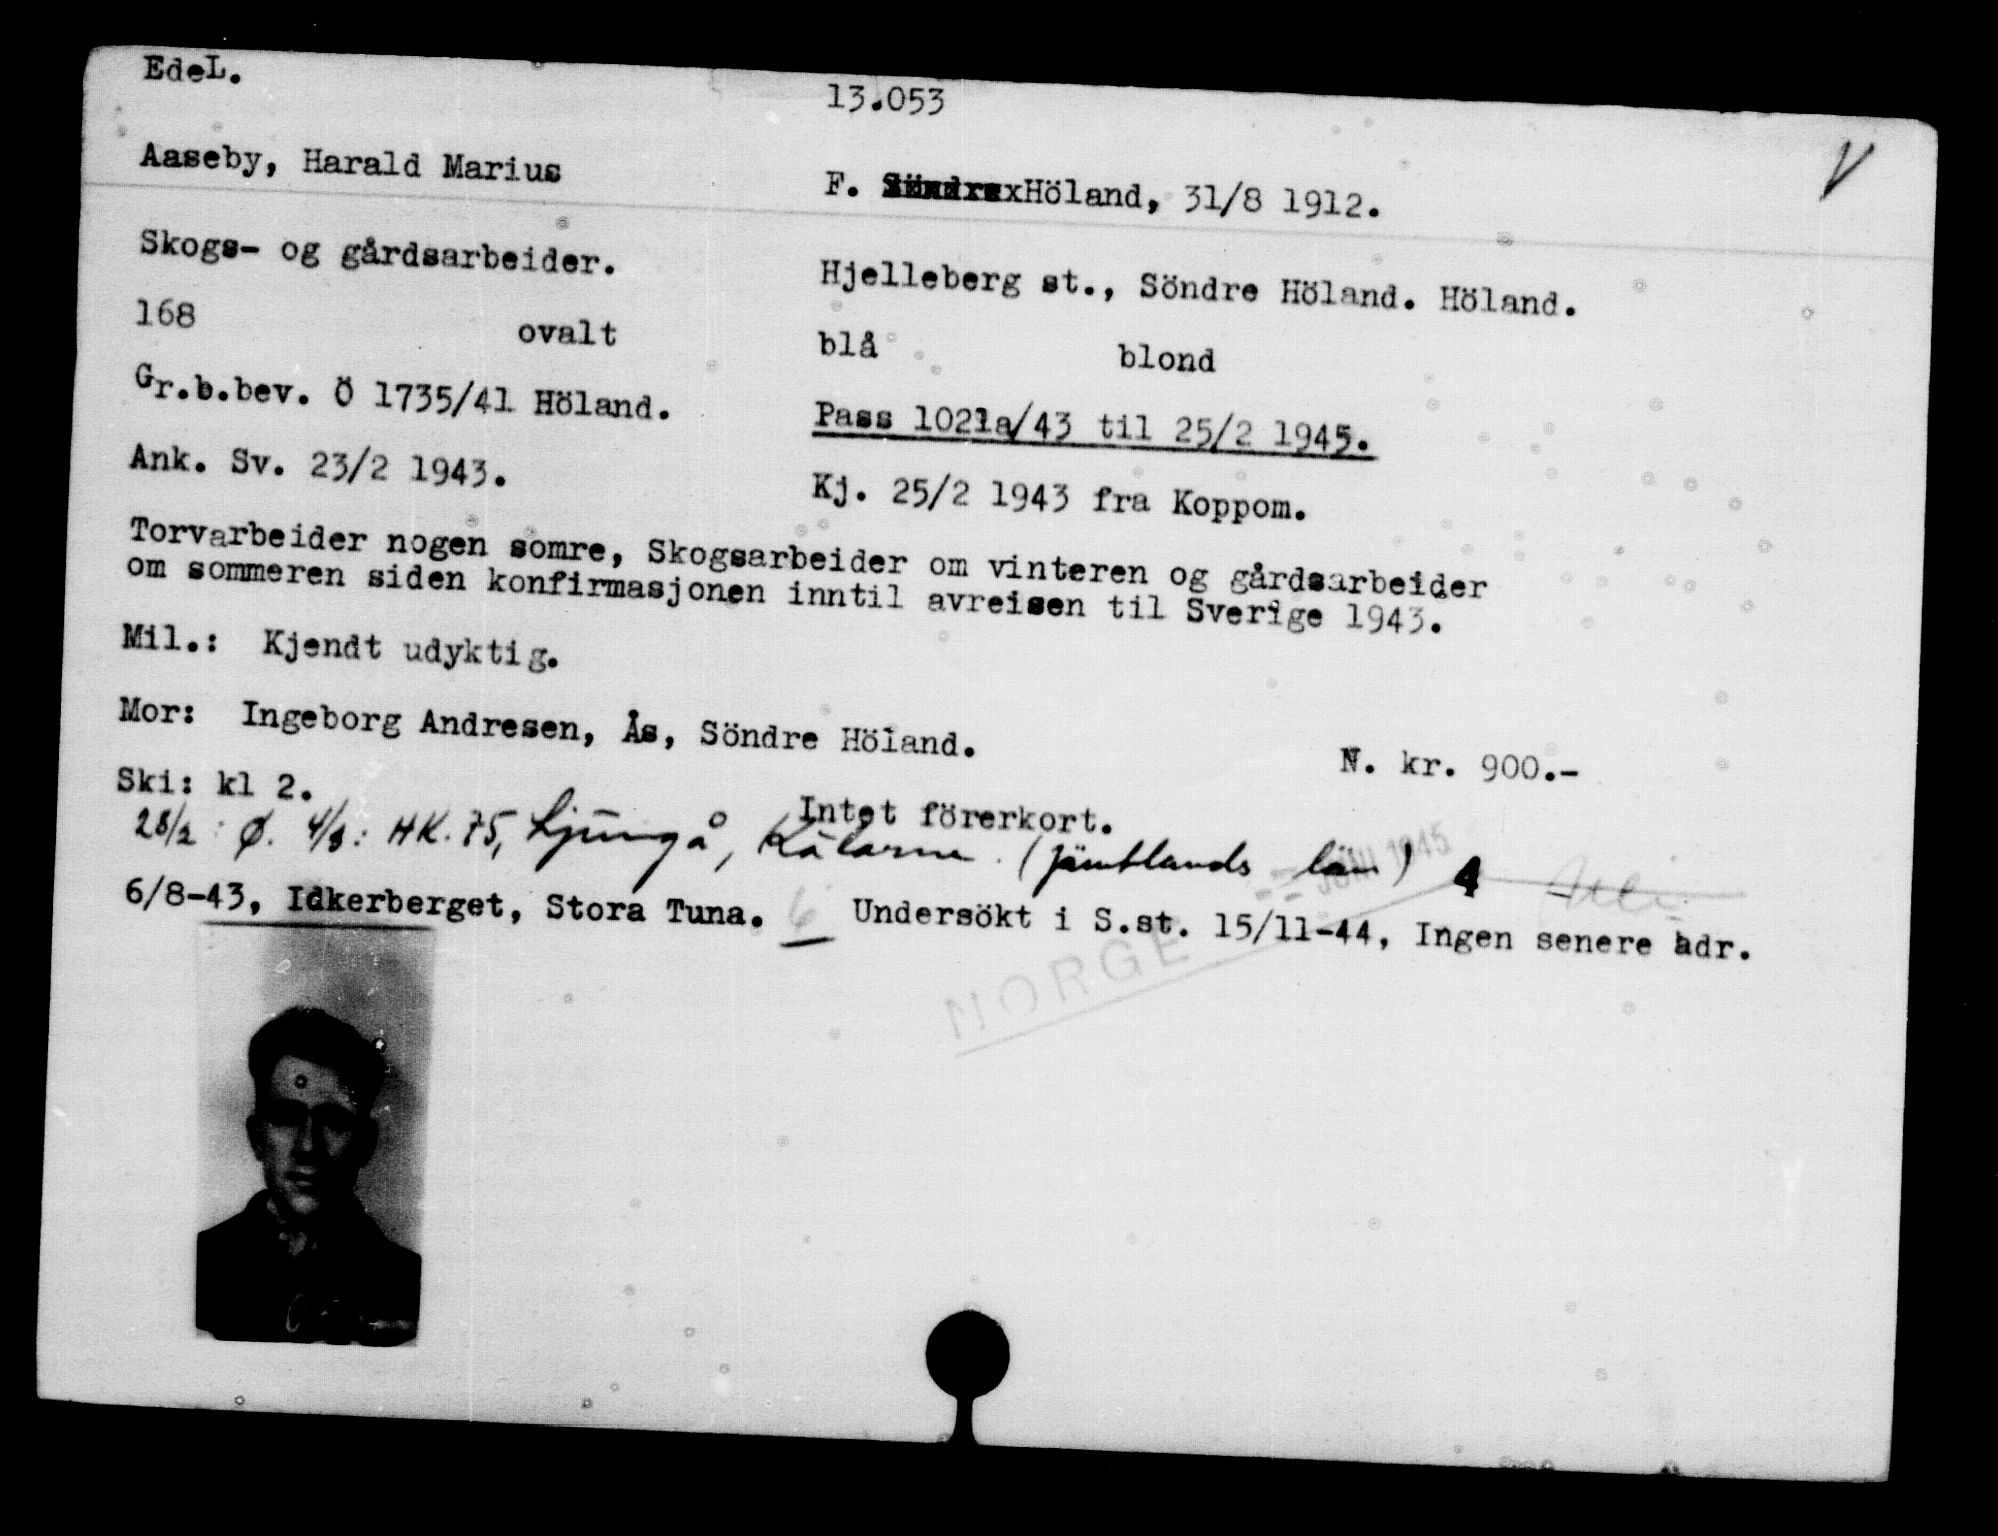 EdeL.
13.053
V
Aaseby, Harald Marius
F. Söndrex Höland, 31/8 1912.
Skogs- og gårdsarbeider.
Hjelleberg st., Söndre Höland. Höland.
168 ovalt
blå blond
Gr.b.bev. Ö 1735/41 Höland.
Pass 1021a/43 til 25/2 1945.
Ank. Sv. 23/2 1943.
Kj. 25/2 1943 fra Koppom.
Torvarbeider nogen somre, Skogsarbeider om vinteren og gårdsarbeider
om sommeren siden konfirmasjonen inntil avreisen til Sverige 1943.
Mil.: Kjendt udyktig.
Mor: Ingeborg Andresen, Ås, Söndre Höland.
N. kr. 900.-
Ski: kl 2.
Intet förerkort.
28/2: Ø. 4/8: HK. 75, Ljungå, Kälarne. (Jämtlands län)
JUNI 1945
4
6/8-43, Idkerberget, Stora Tuna. 6 Undersökt i S.st. 15/11-44, Ingen senere adr.
NORGE